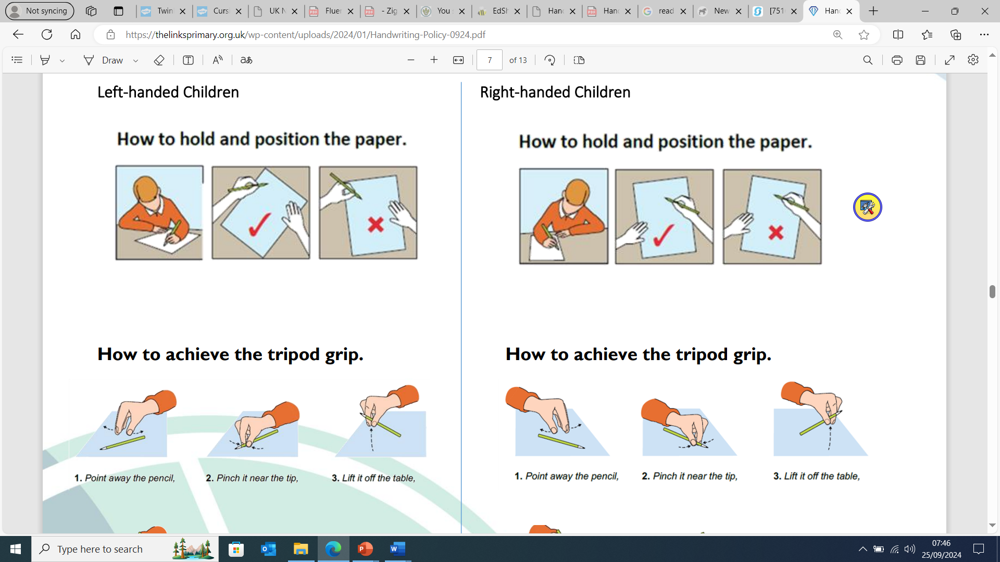 Not syncing
Twin
Cursi
UK N
Fluer
- Zig
You s
EdSh
Hand
Hand
read
New
[751
Hand
https://thelinksprimary.org.uk/wp-content/uploads/2024/01/Handwriting-Policy-0924.pdf
Draw
7 of 13
Left-handed Children
How to hold and position the paper.
How to achieve the tripod grip.
1. Point away the pencil,
2. Pinch it near the tip,
3. Lift it off the table,
Right-handed Children
How to hold and position the paper.
How to achieve the tripod grip.
1. Point away the pencil,
2. Pinch it near the tip,
3. Lift it off the table,
Type here to search
07:46
25/09/2024